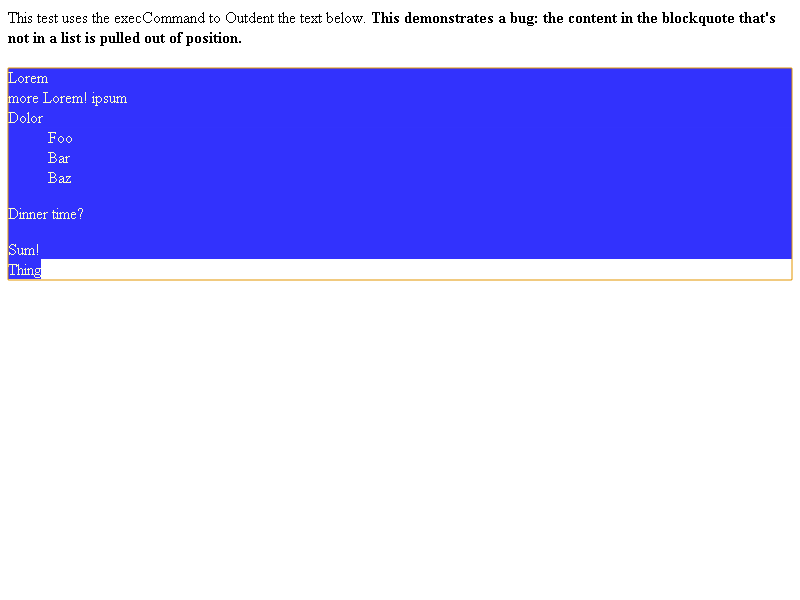 This test uses the execCommand to Outdent the text below. This demonstrates a bug: the content in the blockquote that's
not in a list is pulled out of position.
Lorem
more Lorem! ipsum
Dolor
Foo
Bar
Baz
Dinner time?
Sum!
Thing